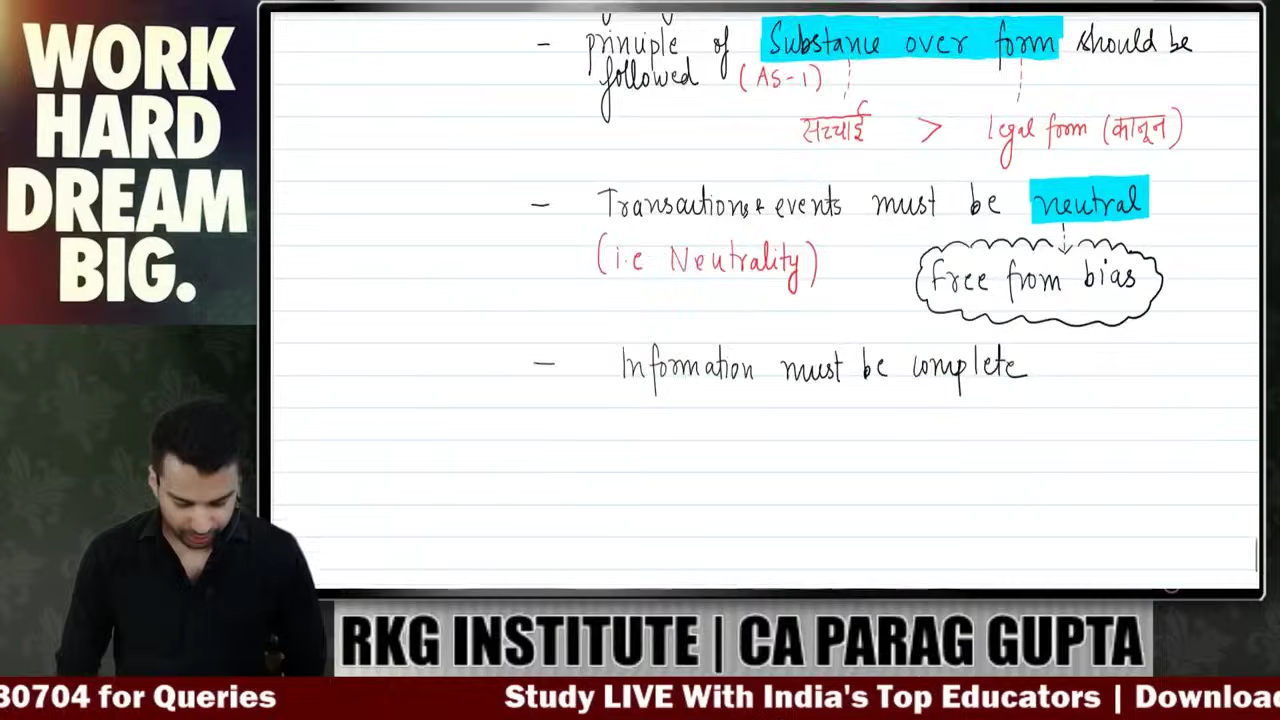 WORK
HARD
DREAM
BIG.
- principle of Substance over form should be
followed (AS-1)
सच्चाई > legal form (कानून)
- Transactions & events must be neutral
(i.e Neutrality)
free from bias
- Information must be complete
RKG INSTITUTE | CA PARAG GUPTA
30704 for Queries Study LIVE With India's Top Educators | Downloa